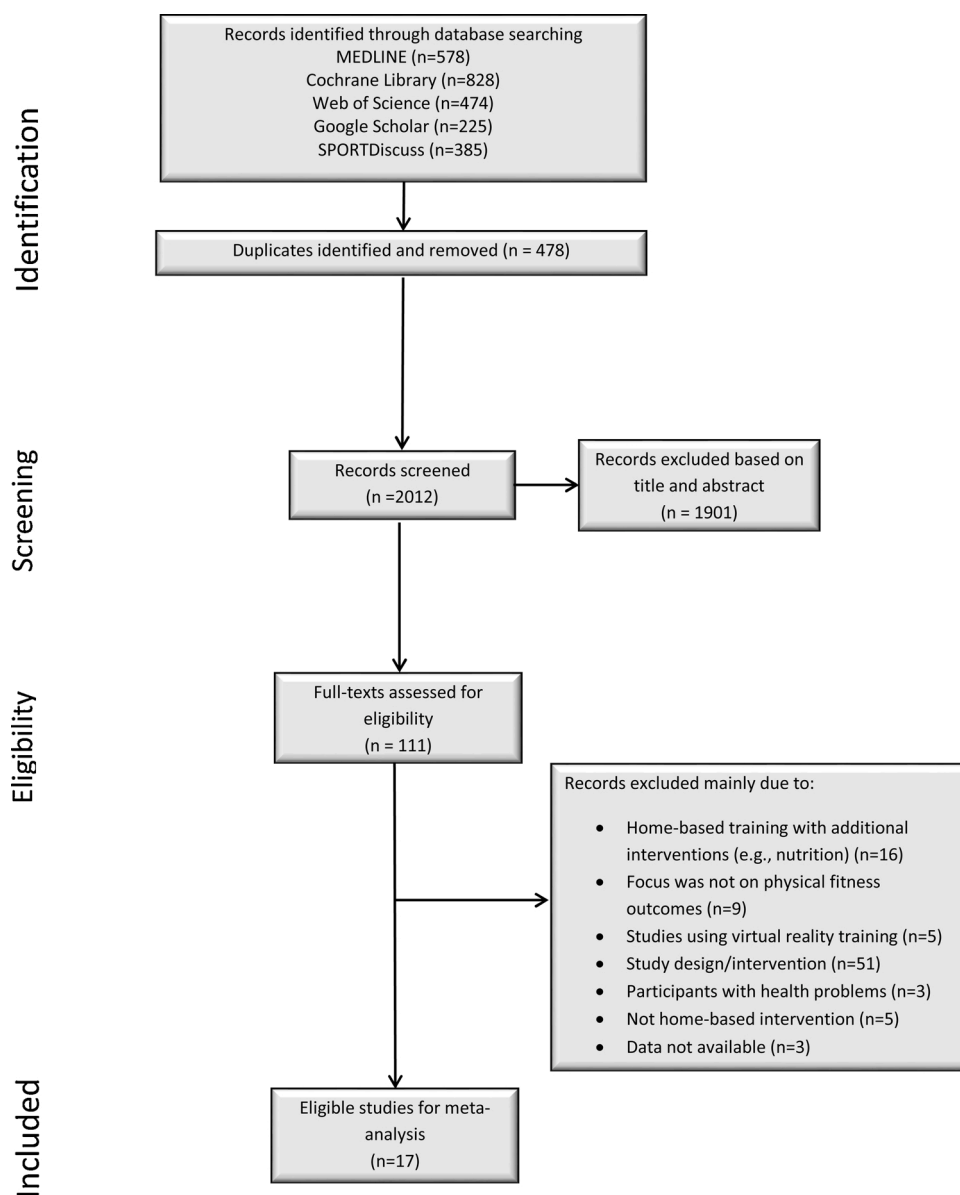 Identification
Records identified through database searching
MEDLINE (n=578)
Cochrane Library (n=828)
Web of Science (n=474)
Google Scholar (n=225)
SPORTDiscuss (n=385)
Duplicates identified and removed (n = 478)
Screening
Records screened
(n =2012)
Records excluded based on
title and abstract
(n = 1901)
Eligibility
Full-texts assessed for
eligibility
(n = 111)
Records excluded mainly due to:
• Home-based training with additional
interventions (e.g., nutrition) (n=16)
• Focus was not on physical fitness
outcomes (n=9)
• Studies using virtual reality training (n=5)
• Study design/intervention (n=51)
• Participants with health problems (n=3)
• Not home-based intervention (n=5)
• Data not available (n=3)
Included
Eligible studies for meta-
analysis
(n=17)